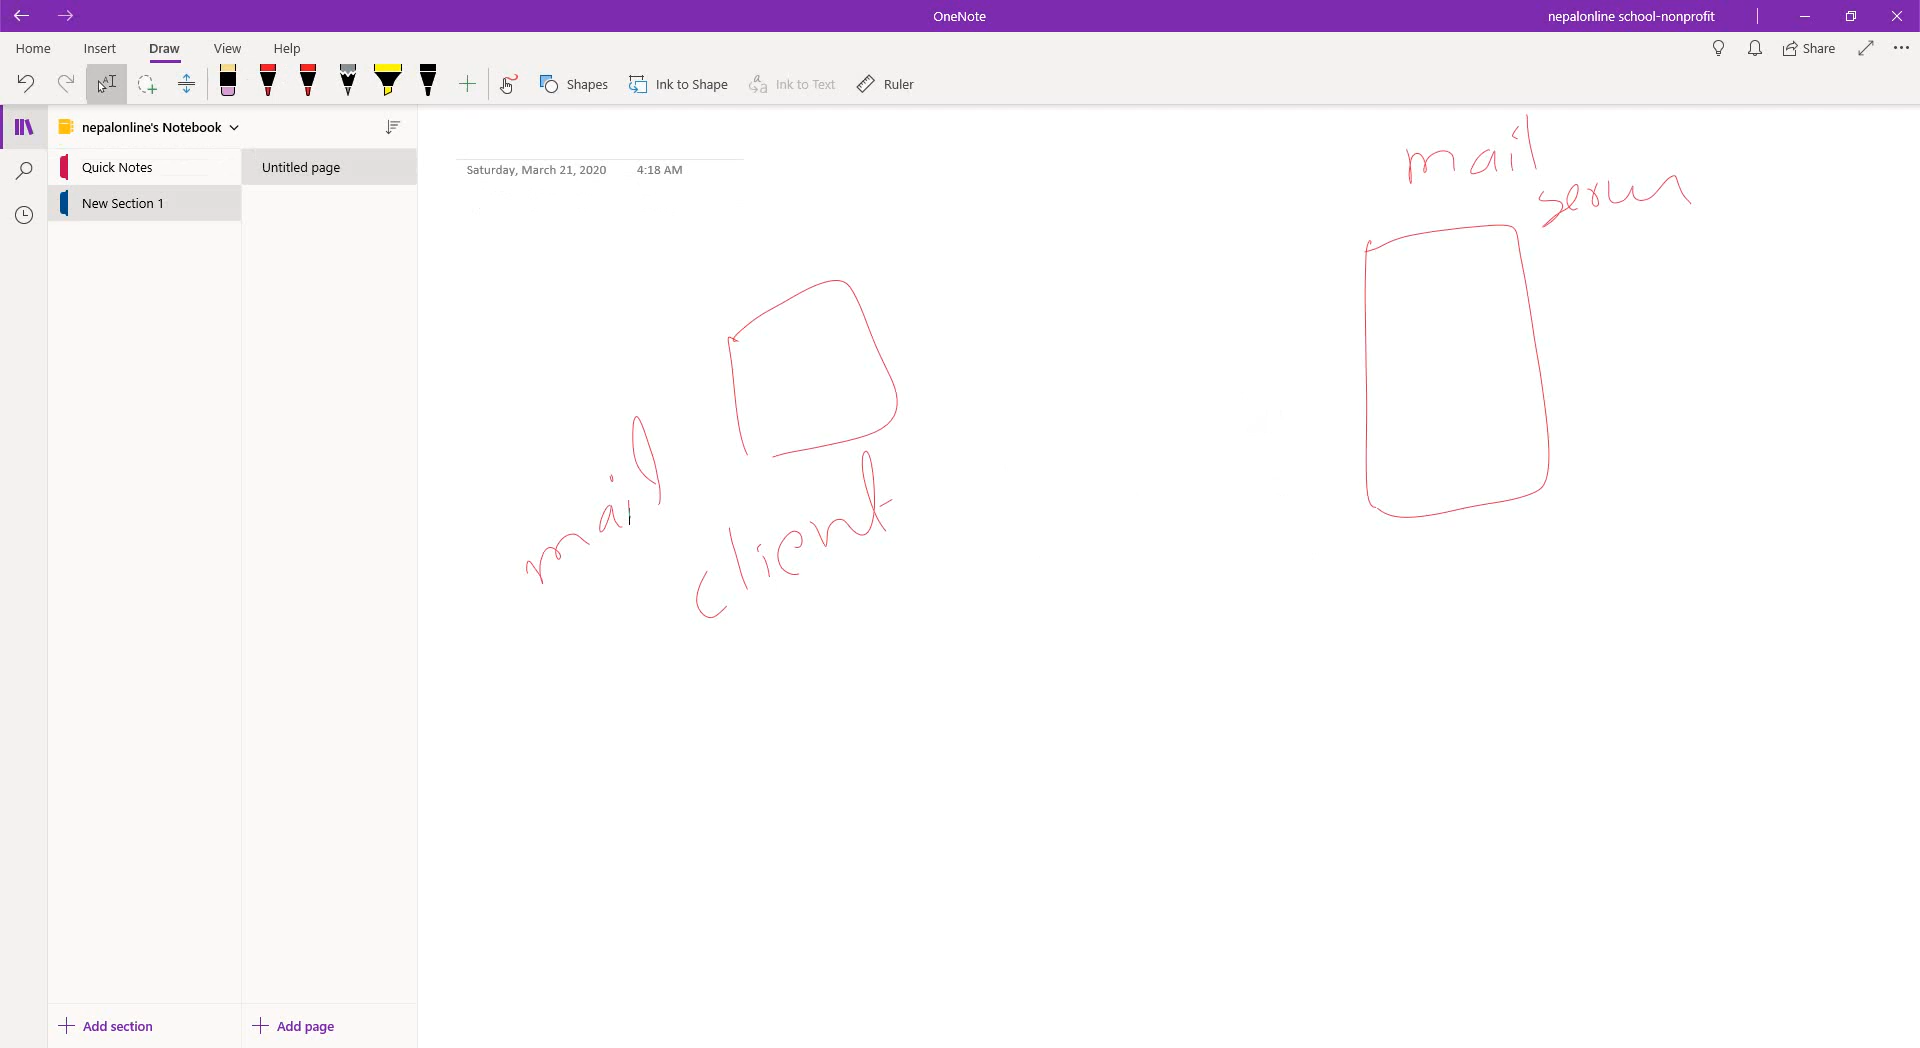 OneNote
nepalonline school-nonprofit
Home Insert Draw View Help
Share
Shapes Ink to Shape Ink to Text Ruler
nepalonline's Notebook
Quick Notes
Untitled page
New Section 1
Saturday, March 21, 2020 4:18 AM
mail
server
mail
client
Add section
Add page